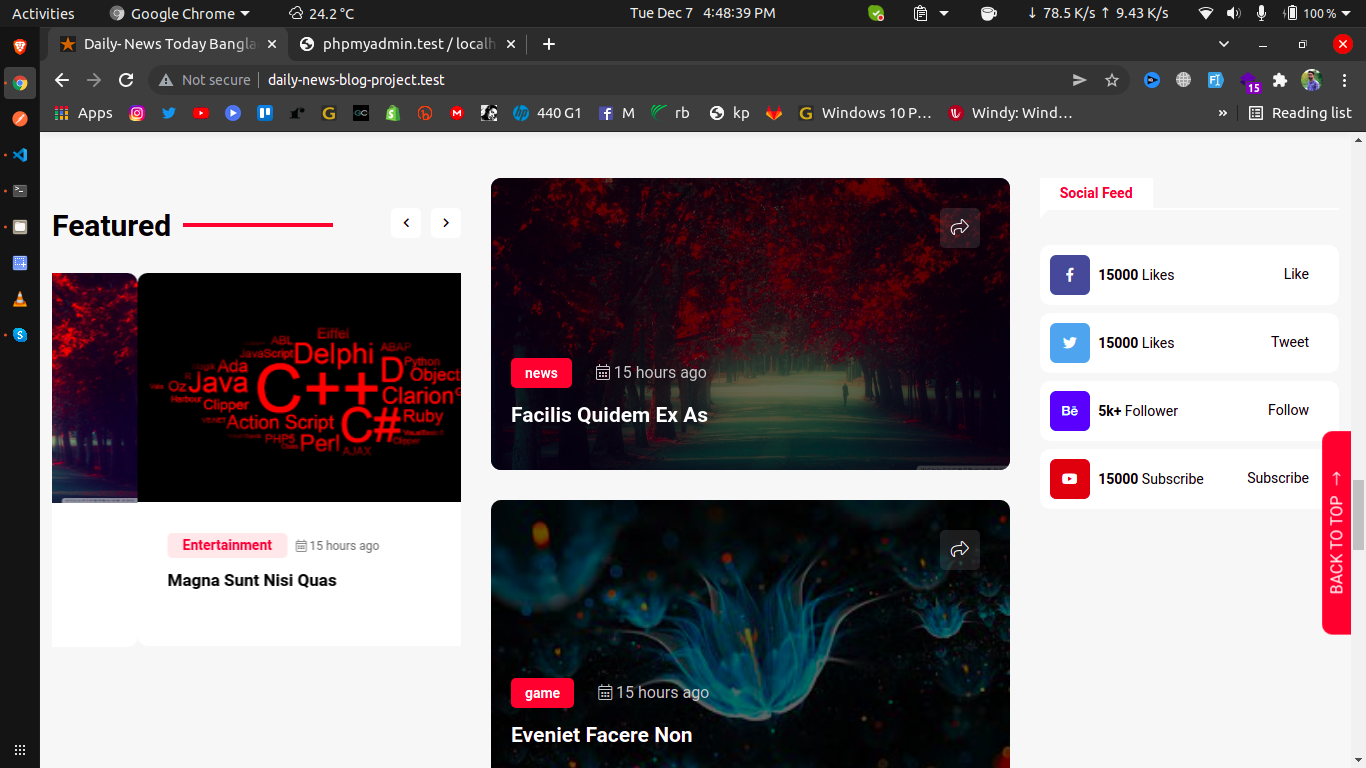 Activities Google Chrome 24.2 °C Tue Dec 7 4:48:39 PM ↓ 78.5 K/s ↑ 9.43 K/s 100 %
Daily- News Today Bangla phpmyadmin.test / localh
Not secure daily-news-blog-project.test 15
Apps G GC 440 G1 M rb kp G Windows 10 P… Windy: Wind… » Reading list
Featured
Eiffel
ABL
JavaScript Delphi ABAP
Ada D Python
Oz Java C++ Object
Harbour Clipper Clarion
Action Script C# Ruby
PHP5 Perl Clipper
AJAX
Entertainment 15 hours ago
Magna Sunt Nisi Quas
news 15 hours ago
Facilis Quidem Ex As
game 15 hours ago
Eveniet Facere Non
Social Feed
15000 Likes Like
15000 Likes Tweet
Bē 5k+ Follower Follow
15000 Subscribe Subscribe
BACK TO TOP →